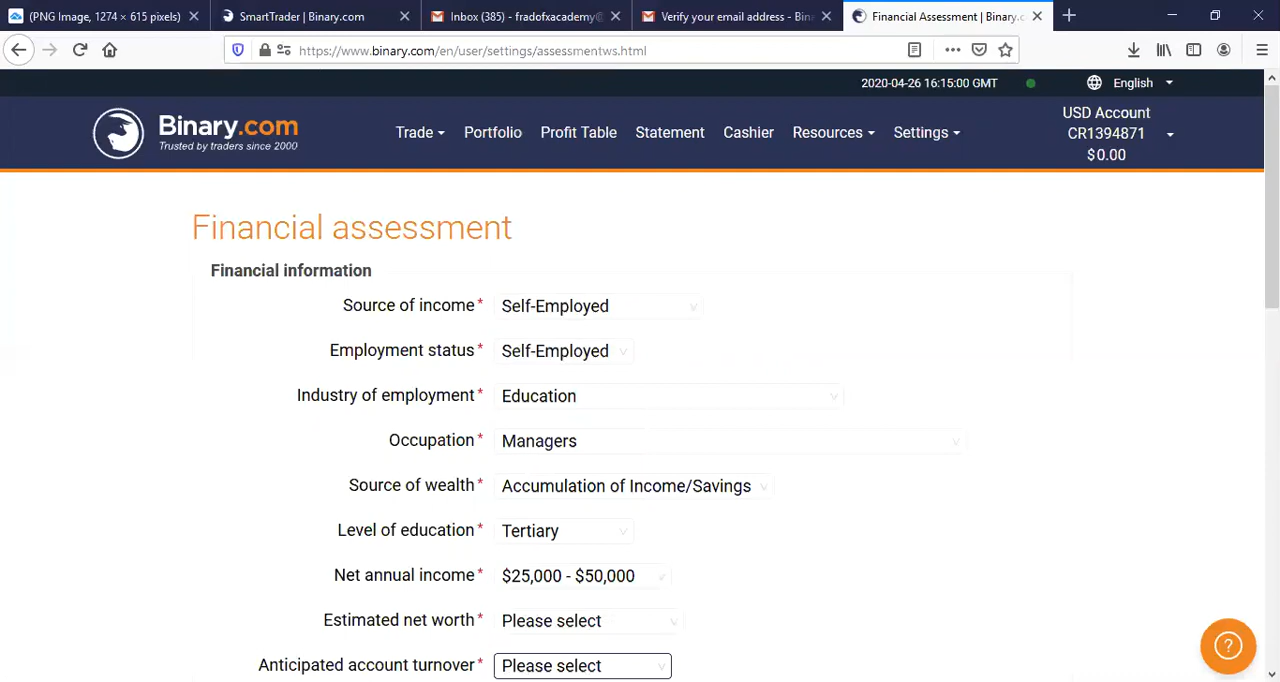 (PNG Image, 1274 × 615 pixels)
SmartTrader | Binary.com
Inbox (385) - fradofxacademy@
Verify your email address - Bin
Financial Assessment | Binary.c
https://www.binary.com/en/user/settings/assessmentws.html
2020-04-26 16:15:00 GMT
English
Binary.com
Trusted by traders since 2000
Trade
Portfolio
Profit Table
Statement
Cashier
Resources
Settings
USD Account
CR1394871
$0.00
Financial assessment
Financial information
Source of income* Self-Employed
Employment status* Self-Employed
Industry of employment* Education
Occupation* Managers
Source of wealth* Accumulation of Income/Savings
Level of education* Tertiary
Net annual income* $25,000 - $50,000
Estimated net worth* Please select
Anticipated account turnover* Please select
?